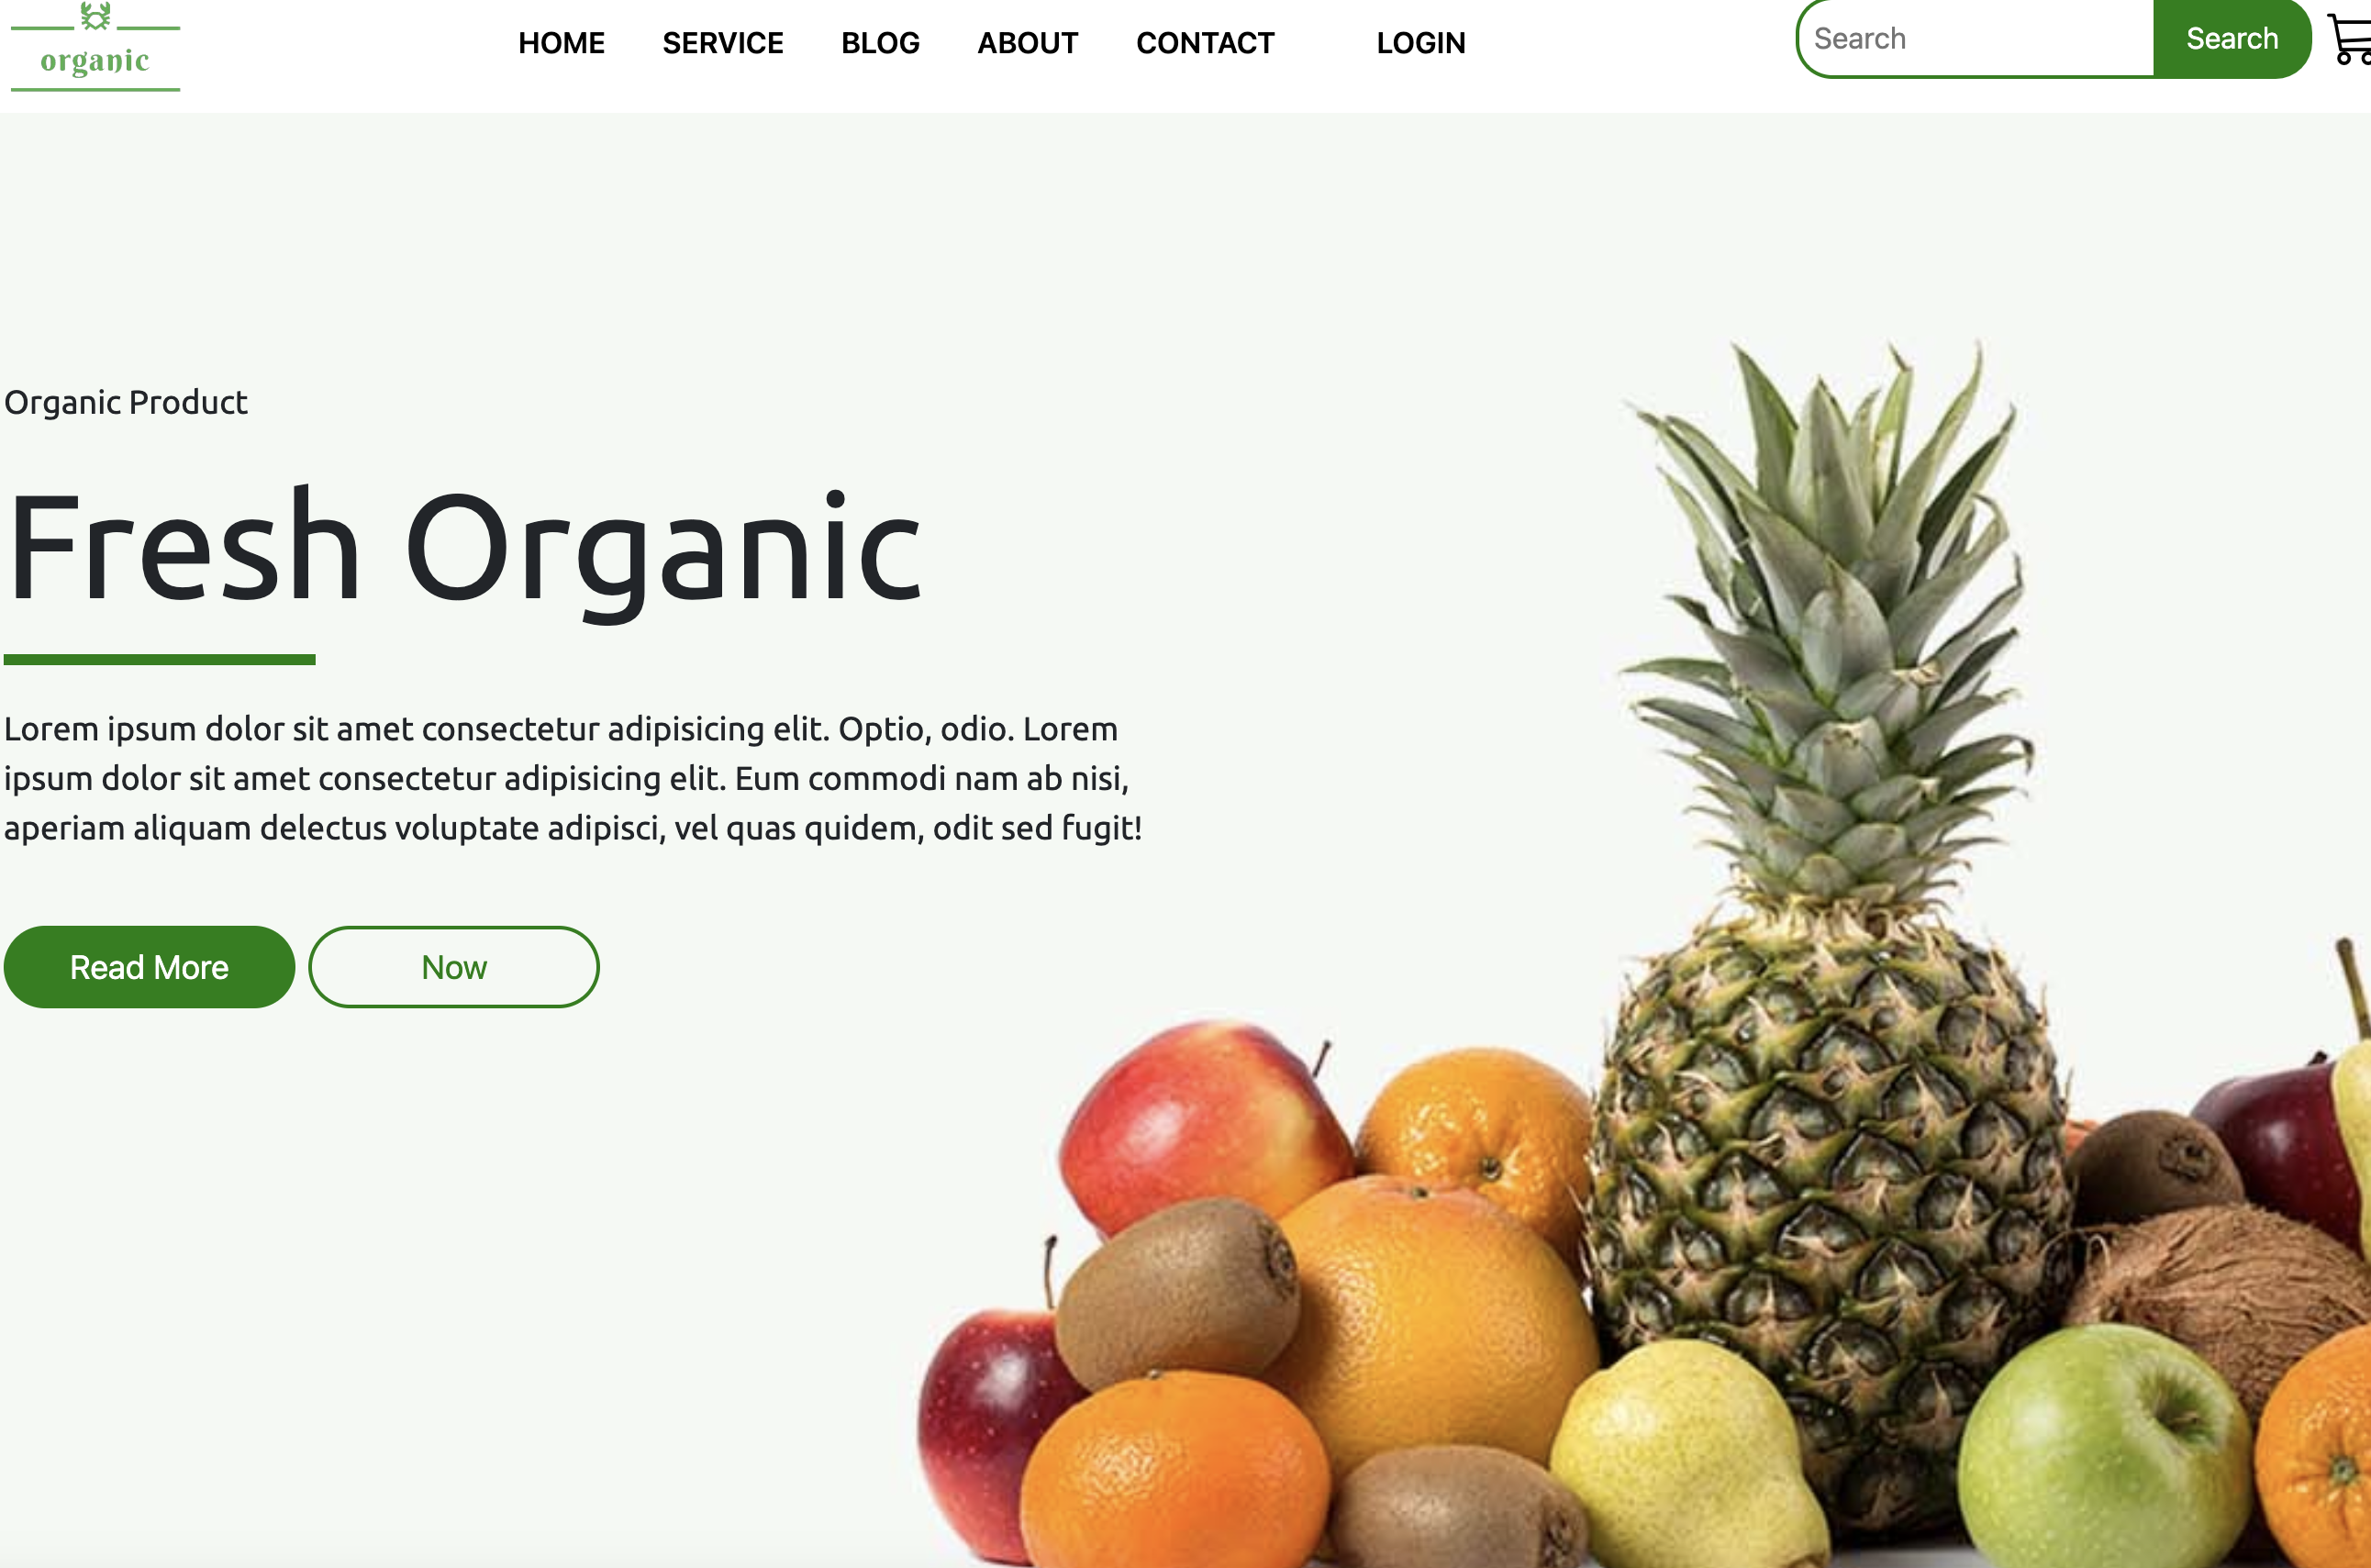 organic
HOME SERVICE BLOG ABOUT CONTACT LOGIN
Search Search
Organic Product
Fresh Organic
Lorem ipsum dolor sit amet consectetur adipisicing elit. Optio, odio. Lorem
ipsum dolor sit amet consectetur adipisicing elit. Eum commodi nam ab nisi,
aperiam aliquam delectus voluptate adipisci, vel quas quidem, odit sed fugit!
Read More Now